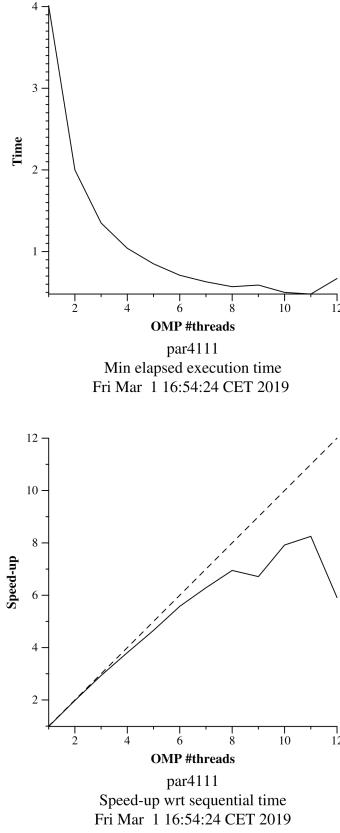 4
3
2
1
Time
2 4 6 8 10 12
OMP #threads
par4111
Min elapsed execution time
Fri Mar  1 16:54:24 CET 2019
12
10
8
6
4
2
Speed-up
2 4 6 8 10 12
OMP #threads
par4111
Speed-up wrt sequential time
Fri Mar  1 16:54:24 CET 2019